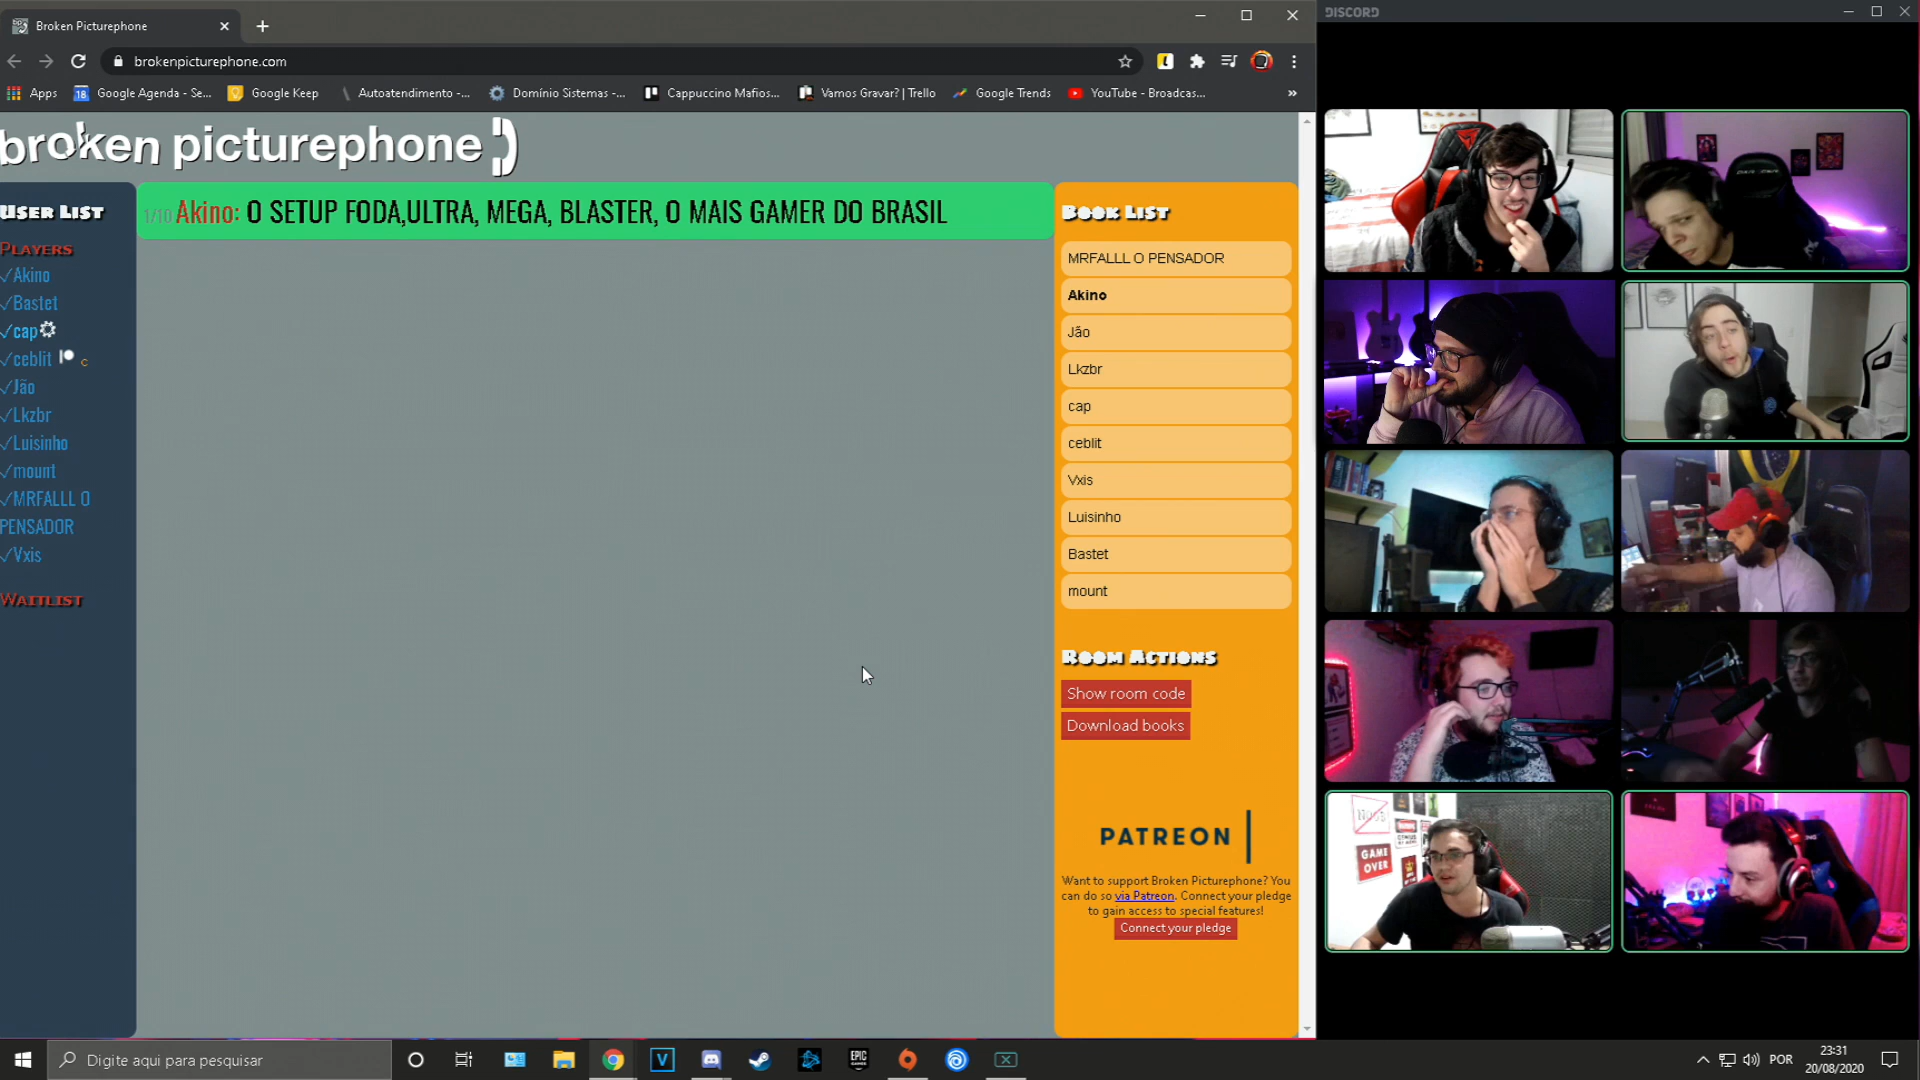 Broken Picturephone
DISCORD
brokenpicturephone.com
Apps
18
Google Agenda - Se...
Google Keep
Autoatendimento -...
Domínio Sistemas -...
Cappuccino Mafios...
Vamos Gravar? | Trello
Google Trends
YouTube - Broadcas...
»
broken picturephone ;)
User List
Players
✓Akino
✓Bastet
✓cap
✓ceblit
✓Jão
✓Lkzbr
✓Luisinho
✓mount
✓MRFALLL O
PENSADOR
✓Vxis
Waitlist
1/10 Akino: O SETUP FODA,ULTRA, MEGA, BLASTER, O MAIS GAMER DO BRASIL
Book List
MRFALLL O PENSADOR
Akino
Jão
Lkzbr
cap
ceblit
Vxis
Luisinho
Bastet
mount
Room Actions
Show room code
Download books
PATREON
Want to support Broken Picturephone? You
can do so via Patreon. Connect your pledge
to gain access to special features!
Connect your pledge
GAME
OVER
Digite aqui para pesquisar
V
EPIC
GAMES
POR
23:31
20/08/2020